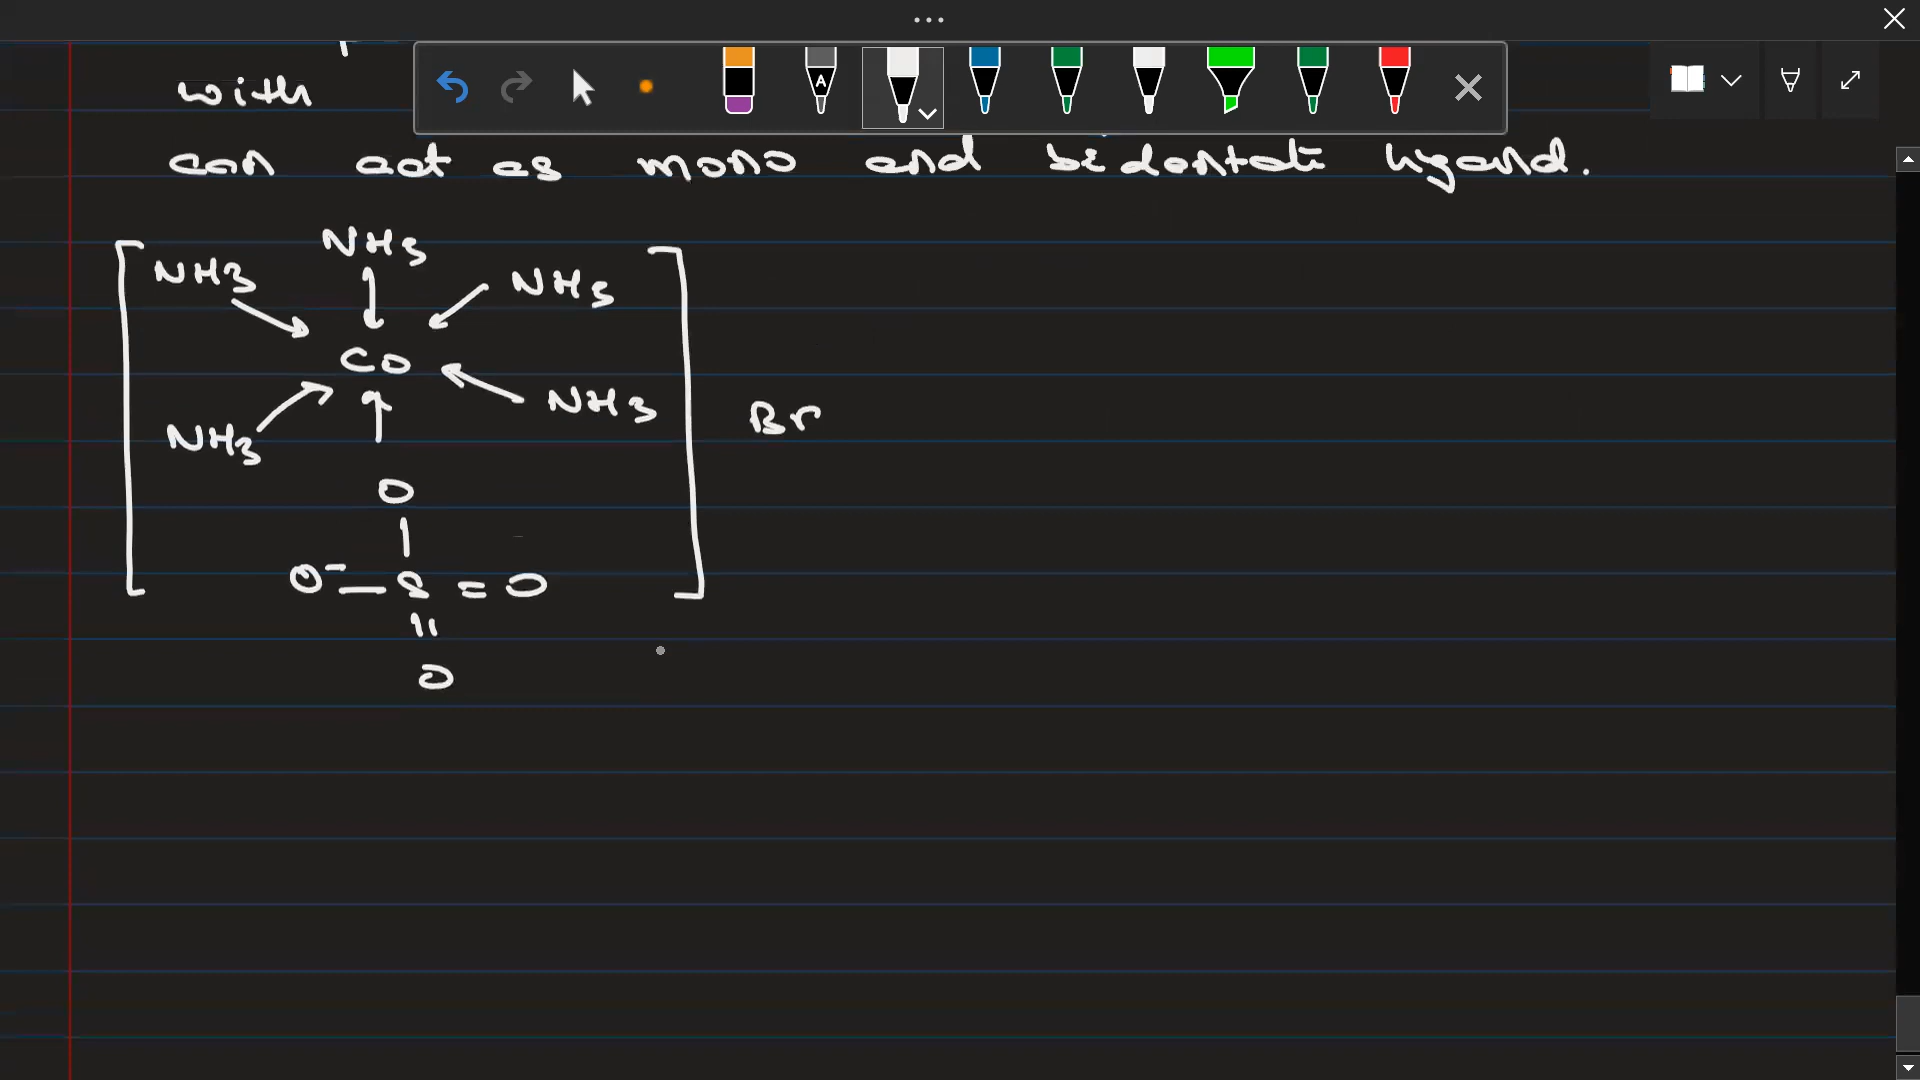 with
can act as mono and bidentate ligand.
NH3 NH3 NH3
CO
NH3 NH3 Br
O
O⁻ — S = O
O